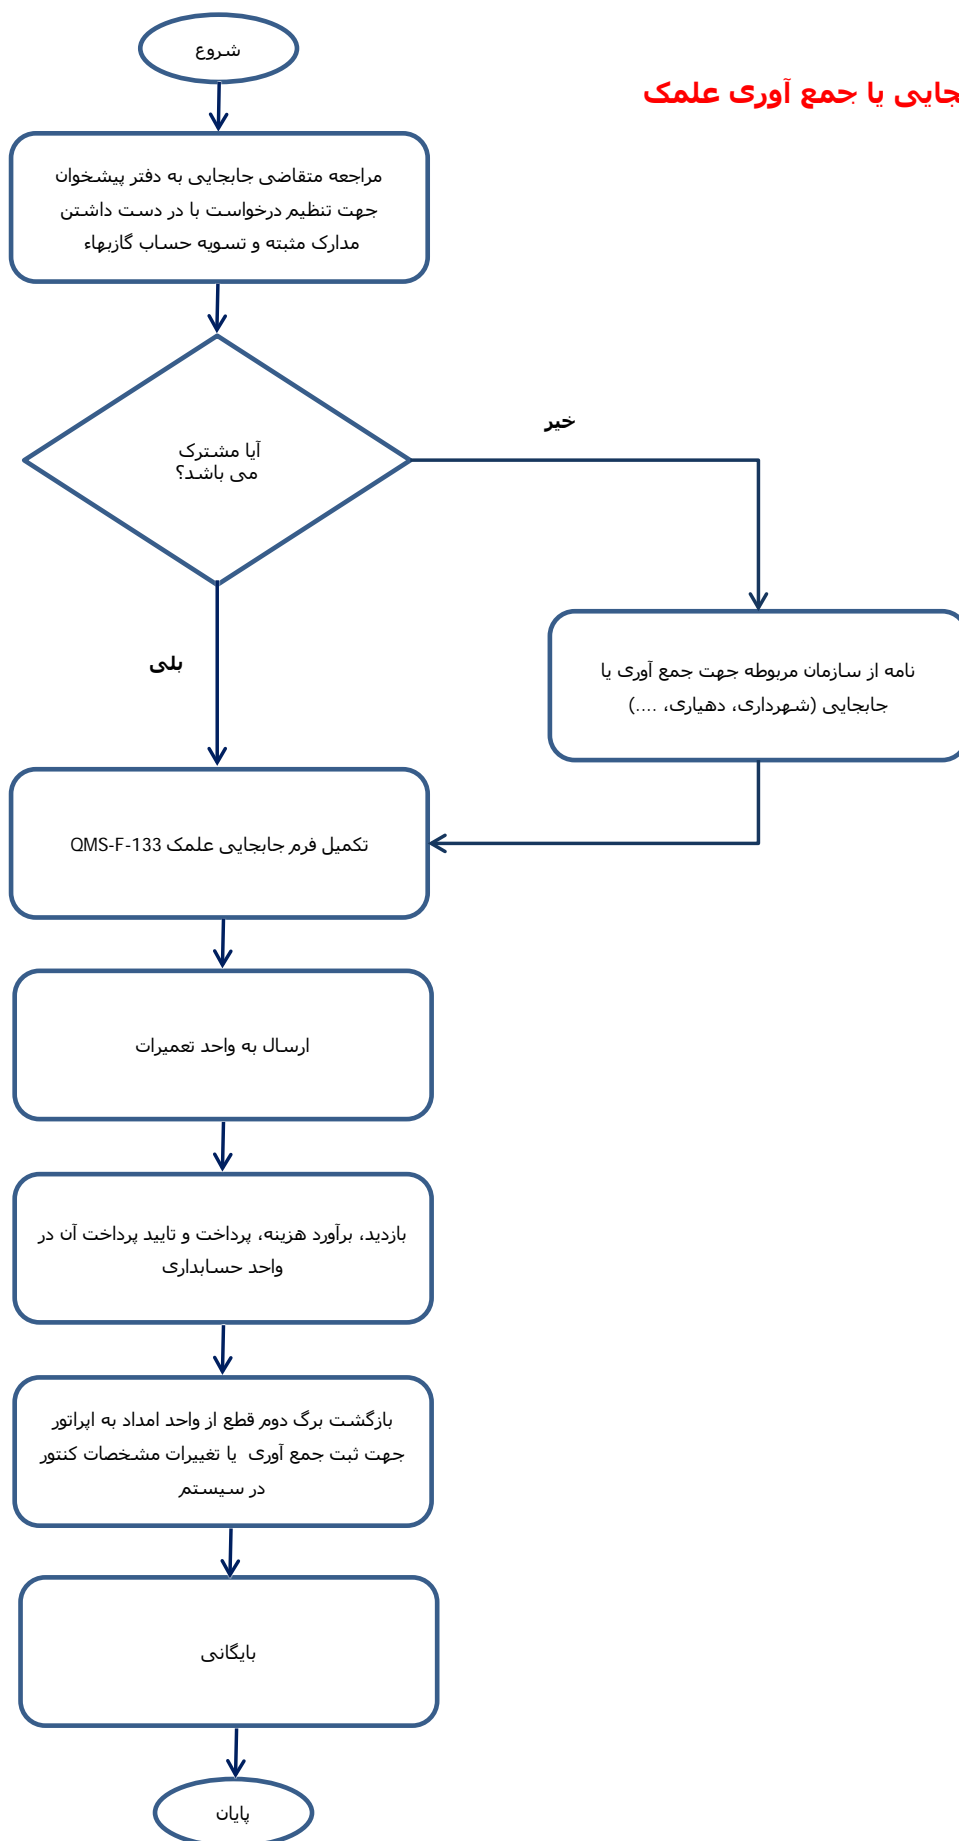 شروع
جایی یا جمع آوری علمک
مراجعه متقاضی جابجایی به دفتر پیشخوان
جهت تنظیم درخواست با در دست داشتن
مدارک مثبته و تسویه حساب گازبهاء
خیر
آیا مشترک
می باشد؟
بلی
نامه از سازمان مربوطه جهت جمع آوری یا
جابجایی (شهرداری، دهیاری، ....)
تکمیل فرم جابجایی علمک QMS-F-133
ارسال به واحد تعمیرات
بازدید، برآورد هزینه، پرداخت و تایید پرداخت آن در
واحد حسابداری
بازگشت برگ دوم قطع از واحد امداد به اپراتور
جهت ثبت جمع آوری یا تغییرات مشخصات کنتور
در سیستم
بایگانی
پایان